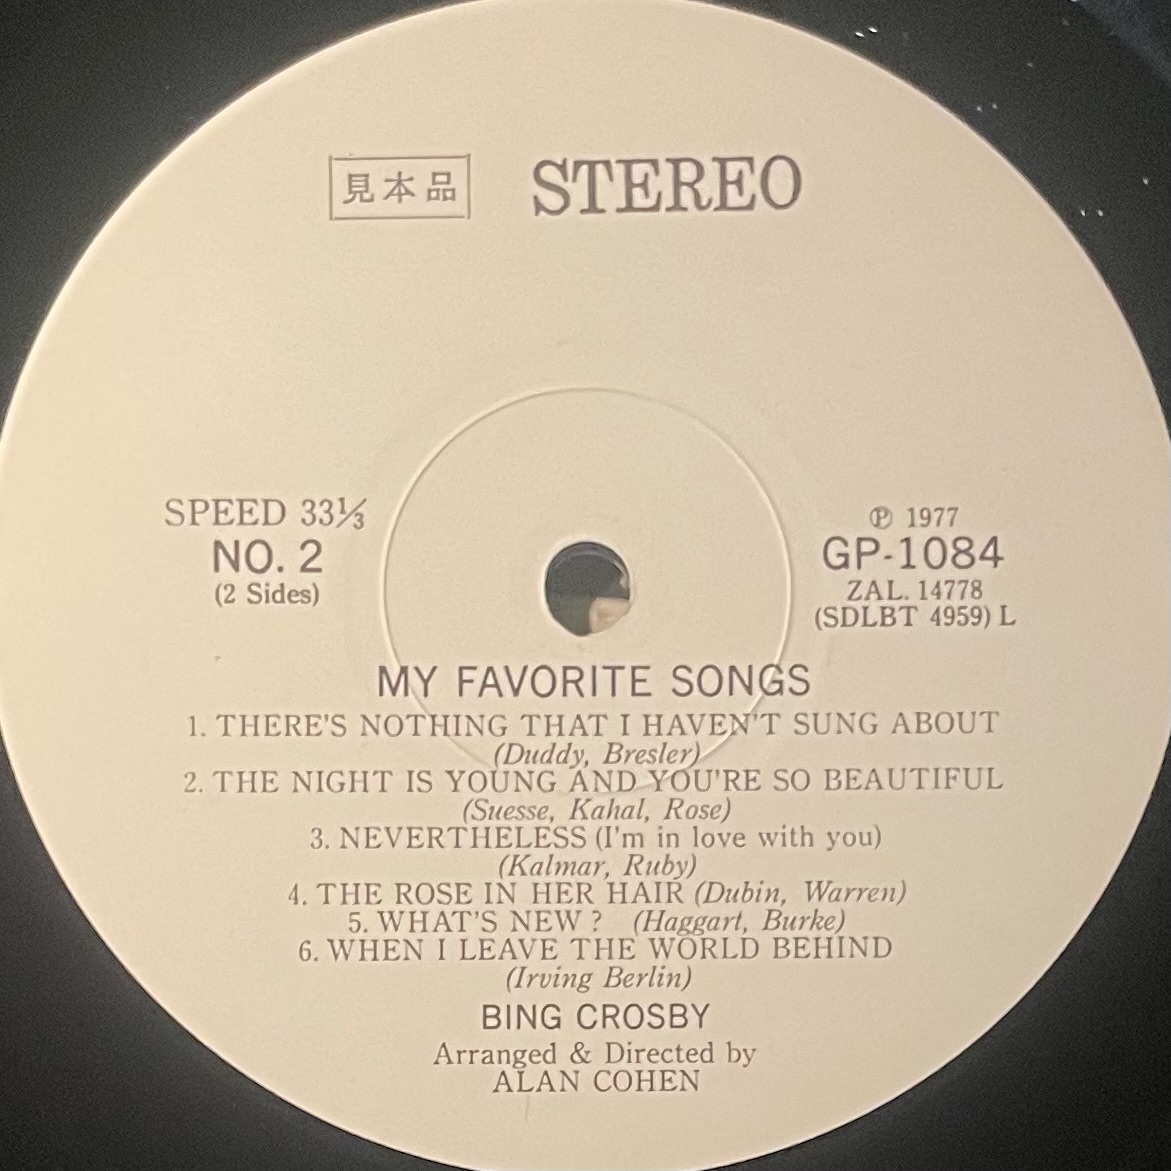 見本品 STEREO
SPEED 33⅓
NO. 2
(2 Sides)
Ⓟ 1977
GP-1084
ZAL. 14778
(SDLBT 4959) L
MY FAVORITE SONGS
1. THERE'S NOTHING THAT I HAVEN'T SUNG ABOUT
(Duddy, Bresler)
2. THE NIGHT IS YOUNG AND YOU'RE SO BEAUTIFUL
(Suesse, Kahal, Rose)
3. NEVERTHELESS (I'm in love with you)
(Kalmar, Ruby)
4. THE ROSE IN HER HAIR (Dubin, Warren)
5. WHAT'S NEW? (Haggart, Burke)
6. WHEN I LEAVE THE WORLD BEHIND
(Irving Berlin)
BING CROSBY
Arranged & Directed by
ALAN COHEN